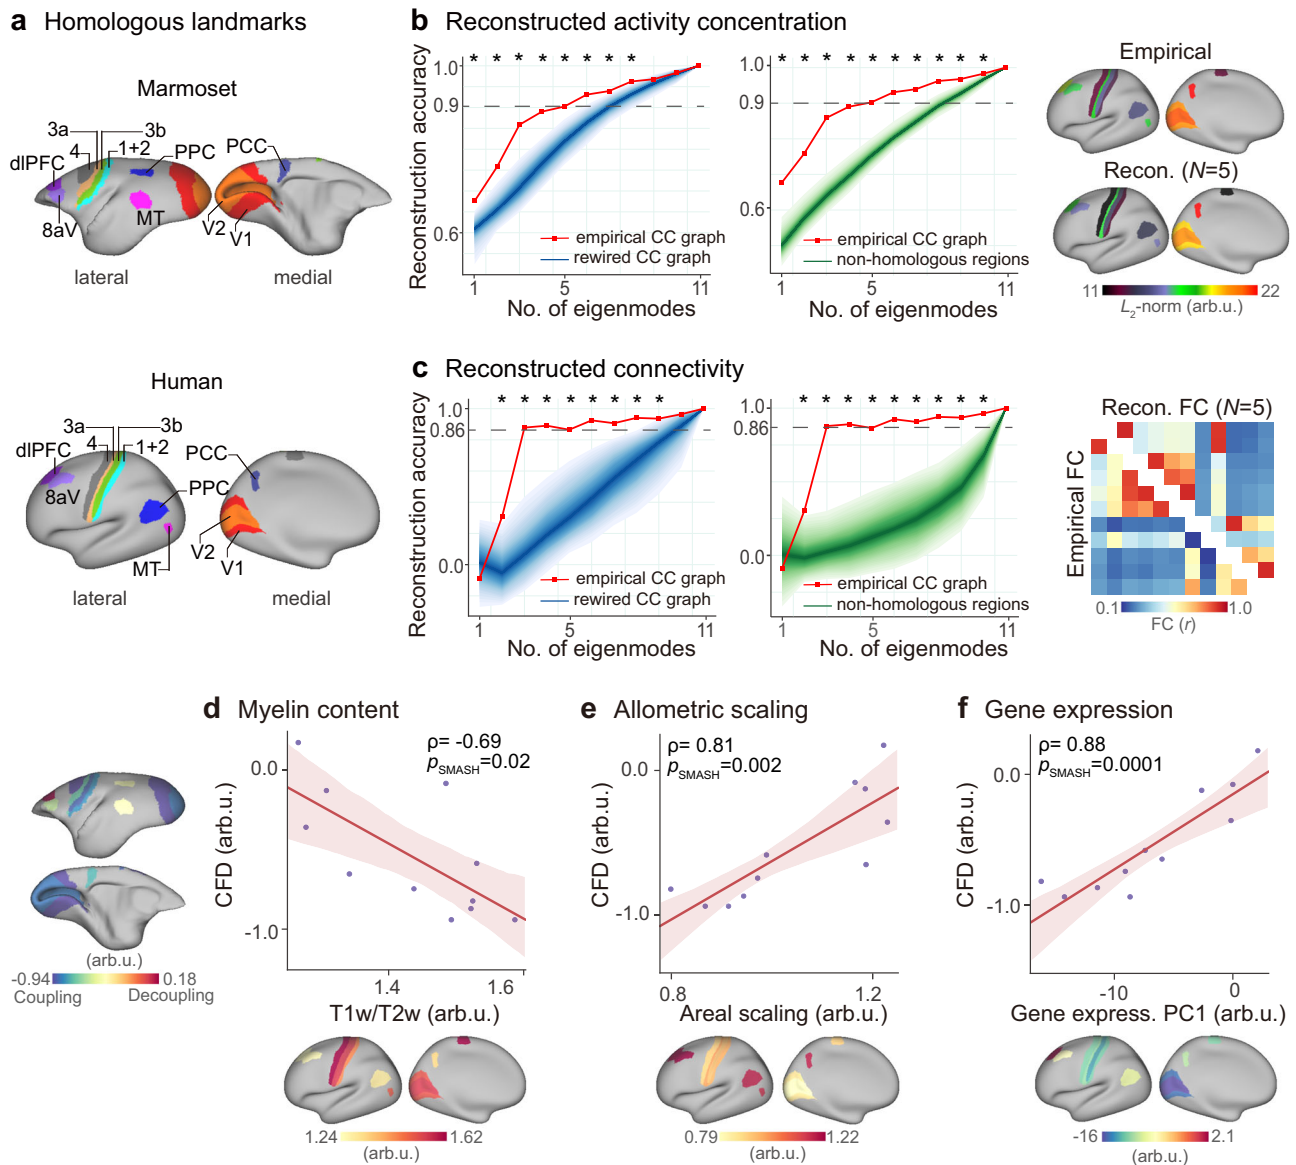 a Homologous landmarks
Marmoset
3a
3b
4
1+2
dlPFC
PPC
PCC
8aV
MT
V2
V1
lateral
medial
Human
3a
3b
4
1+2
dlPFC
8aV
PCC
PPC
MT
V2
V1
lateral
medial
b Reconstructed activity concentration
Reconstruction accuracy
* * * * * * * *
1.0
0.9
0.6
empirical CC graph
rewired CC graph
1 5 11
No. of eigenmodes
* * * * * * * * * *
1.0
0.9
0.6
empirical CC graph
non-homologous regions
1 5 11
No. of eigenmodes
Empirical
Recon. (N=5)
11 22
L2-norm (arb.u.)
c Reconstructed connectivity
Reconstruction accuracy
* * * * * * * *
1.0
0.86
0.0
empirical CC graph
rewired CC graph
1 5 11
No. of eigenmodes
* * * * * * * * *
1.0
0.86
0.0
empirical CC graph
non-homologous regions
1 5 11
No. of eigenmodes
Recon. FC (N=5)
Empirical FC
0.1 1.0
FC (r)
(arb.u.)
-0.94 0.18
Coupling Decoupling
d Myelin content
ρ= -0.69
pSMASH=0.02
CFD (arb.u.)
0.0
-1.0
1.4 1.6
T1w/T2w (arb.u.)
1.24 1.62
(arb.u.)
e Allometric scaling
ρ= 0.81
pSMASH=0.002
CFD (arb.u.)
0.0
-1.0
0.8 1.2
Areal scaling (arb.u.)
0.79 1.22
(arb.u.)
f Gene expression
ρ= 0.88
pSMASH=0.0001
CFD (arb.u.)
0.0
-1.0
-10 0
Gene express. PC1 (arb.u.)
-16 2.1
(arb.u.)